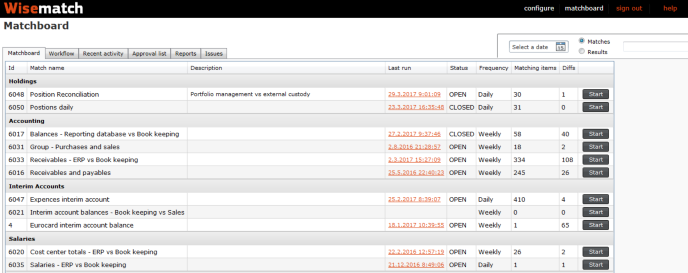 Wisematch
configure matchboard sign out help
Matchboard
Select a date 15 Matches
Results
Matchboard Workflow Recent activity Approval list Reports Issues
Id Match name Description Last run Status Frequency Matching items Diffs
Holdings
6048 Position Reconciliation Portfolio management vs external custody 29.3.2017 9:01:09 OPEN Daily 30 1 Start
6050 Postions daily 23.3.2017 16:35:48 CLOSED Daily 31 0 Start
Accounting
6017 Balances - Reporting database vs Book keeping 27.2.2017 9:37:46 CLOSED Weekly 58 40 Start
6031 Group - Purchases and sales 2.8.2016 21:28:57 OPEN Weekly 18 2 Start
6033 Receivables - ERP vs Book keeping 2.3.2017 15:27:09 OPEN Weekly 334 108 Start
6016 Receivables and payables 25.5.2016 22:40:23 OPEN Weekly 245 26 Start
Interim Accounts
6047 Expences interim account 25.2.2017 8:39:07 OPEN Daily 410 4 Start
6021 Interim account balances - Book keeping vs Sales Weekly 0 0 Start
4 Eurocard interim account balance 18.1.2017 10:39:55 OPEN Weekly 1 65 Start
Salaries
6020 Cost center totals - ERP vs Book keeping 22.2.2016 12:57:19 OPEN Weekly 26 2 Start
6035 Salaries - ERP vs Book keeping 21.12.2016 8:49:06 OPEN Daily 1 1 Start